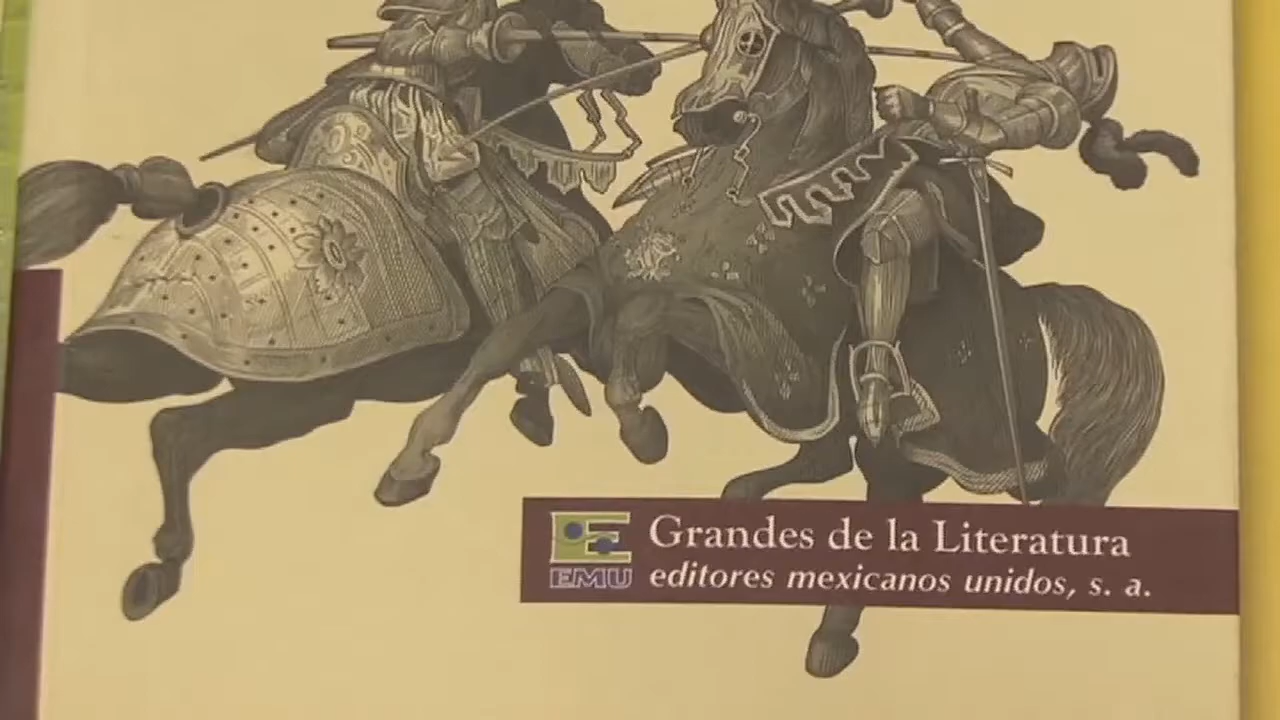 Grandes de la Literatura
EMU editores mexicanos unidos, s. a.